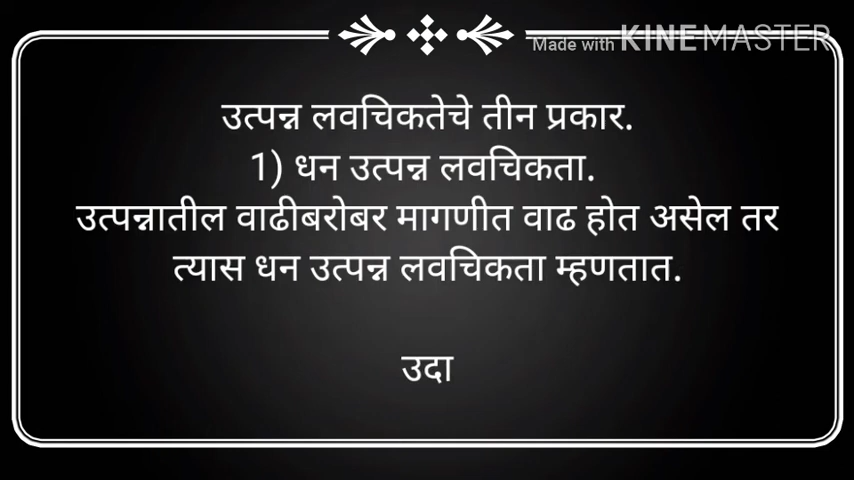 Made with KINEMASTER
उत्पन्न लवचिकतेचे तीन प्रकार.
1) धन उत्पन्न लवचिकता.
उत्पन्नातील वाढीबरोबर मागणीत वाढ होत असेल तर
त्यास धन उत्पन्न लवचिकता म्हणतात.
उदा